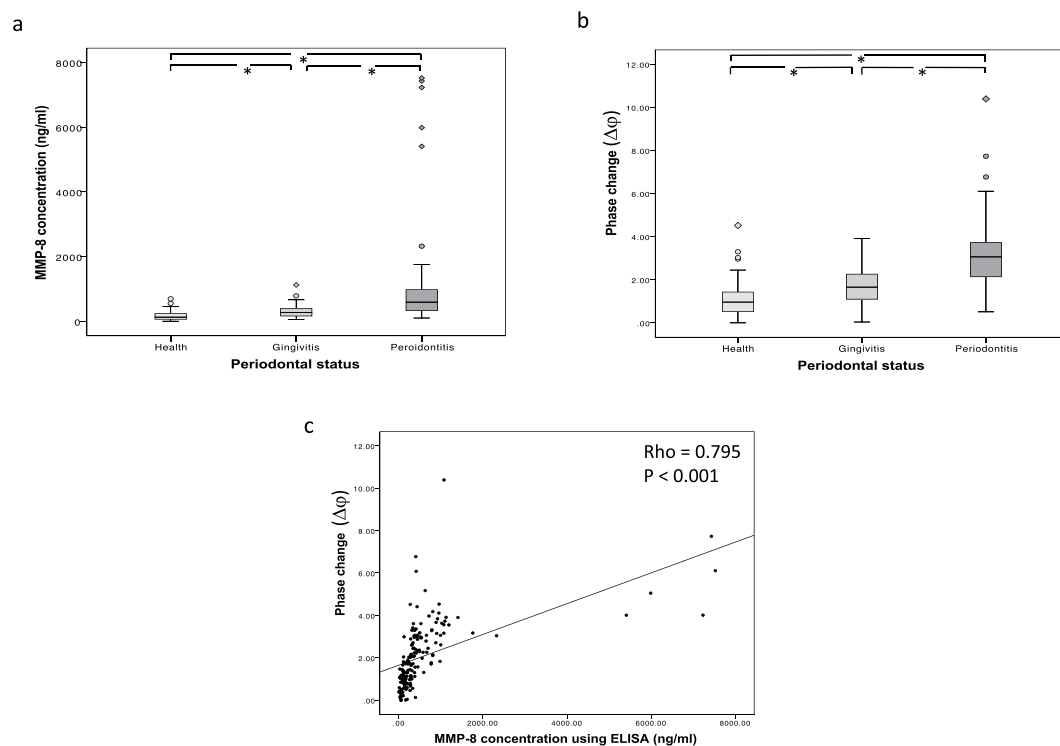 a
*
*
*
8000
6000
4000
2000
0
MMP-8 concentration (ng/ml)
Health
Gingivitis
Peroidontitis
Periodontal status
b
*
*
*
12.00
10.00
8.00
6.00
4.00
2.00
.00
Phase change (Δφ)
Health
Gingivitis
Periodontitis
Periodontal status
c
Rho = 0.795
P < 0.001
12.00
10.00
8.00
6.00
4.00
2.00
.00
Phase change (Δφ)
.00
2000.00
4000.00
6000.00
8000.00
MMP-8 concentration using ELISA (ng/ml)